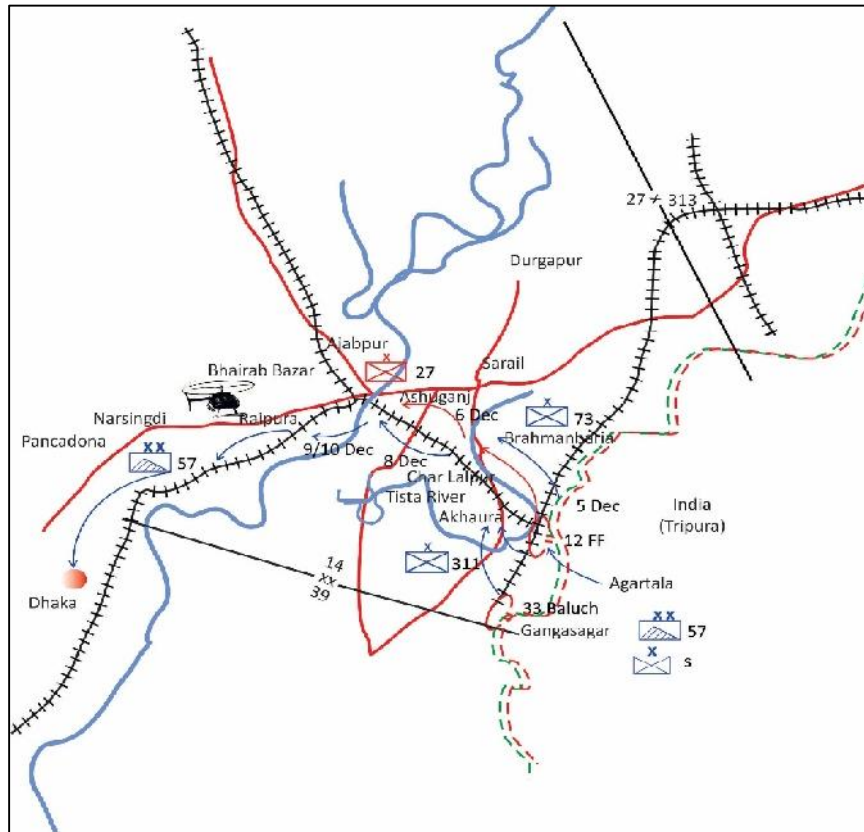 27 x 313
Durgapur
Ajabpur
x
27
Sarail
Bhairab Bazar
Ashuganj
x
73
6 Dec
Narsingdi
Raipura
Brahmanbaria
Pancadona
xx
57
9/10 Dec
8 Dec
Char Lalpur
5 Dec
India
(Tripura)
Tista River
Akhaura
12 FF
x
311
14
xx
39
Agartala
Dhaka
33 Baluch
Gangasagar
xx
57
x
s